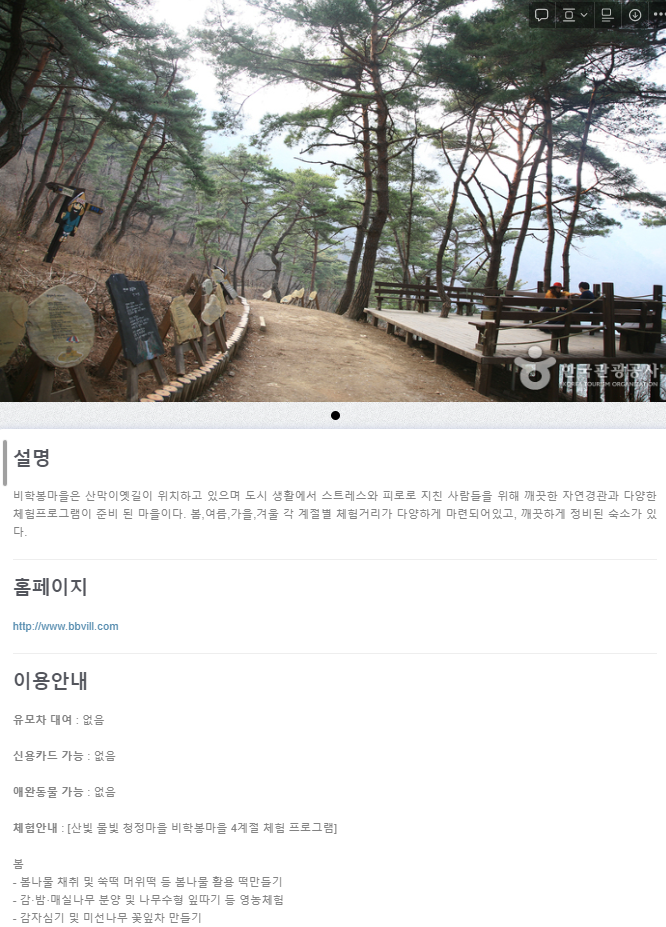 한국관광공사
KOREA TOURISM ORGANIZATION
설명
비학봉마을은 산막이옛길이 위치하고 있으며 도시 생활에서 스트레스와 피로로 지친 사람들을 위해 깨끗한 자연경관과 다양한
체험프로그램이 준비 된 마을이다. 봄,여름,가을,겨울 각 계절별 체험거리가 다양하게 마련되어있고, 깨끗하게 정비된 숙소가 있
다.
홈페이지
http://www.bbvill.com
이용안내
유모차 대여 : 없음
신용카드 가능 : 없음
애완동물 가능 : 없음
체험안내 : [산빛 물빛 청정마을 비학봉마을 4계절 체험 프로그램]
봄
- 봄나물 채취 및 쑥떡 머위떡 등 봄나물 활용 떡만들기
- 감·밤·매실나무 분양 및 나무수형 잎따기 등 영농체험
- 감자심기 및 미선나무 꽃잎차 만들기